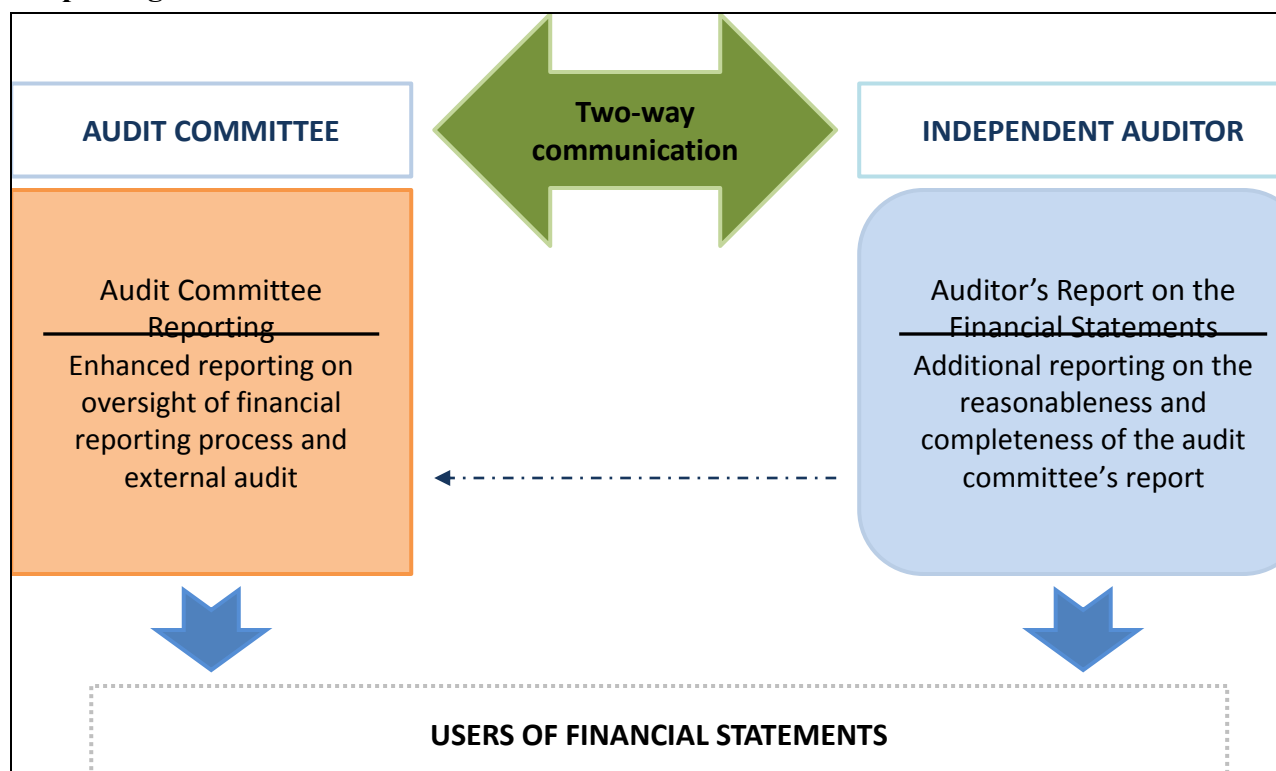 AUDIT COMMITTEE
Two-way
communication
INDEPENDENT AUDITOR
Audit Committee
Reporting
Enhanced reporting on
oversight of financial
reporting process and
external audit
Auditor’s Report on the
Financial Statements
Additional reporting on the
reasonableness and
completeness of the audit
committee’s report
USERS OF FINANCIAL STATEMENTS